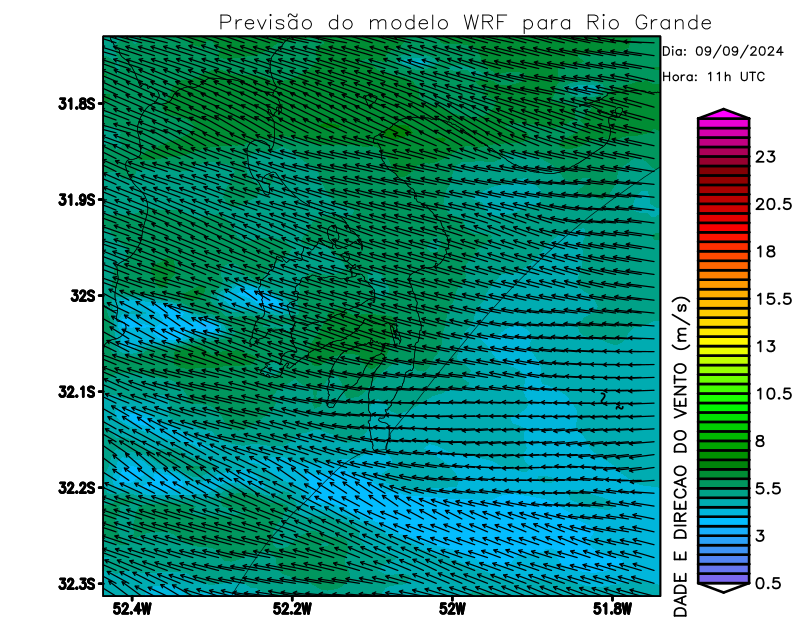 Previsão do modelo WRF para Rio Grande
Dia: 09/09/2024
Hora: 11h UTC
31.8S
31.9S
32S
32.1S
32.2S
32.3S
52.4W
52.2W
52W
51.8W
23
20.5
18
15.5
13
10.5
8
5.5
3
0.5
DADE E DIRECAO DO VENTO (m/s)